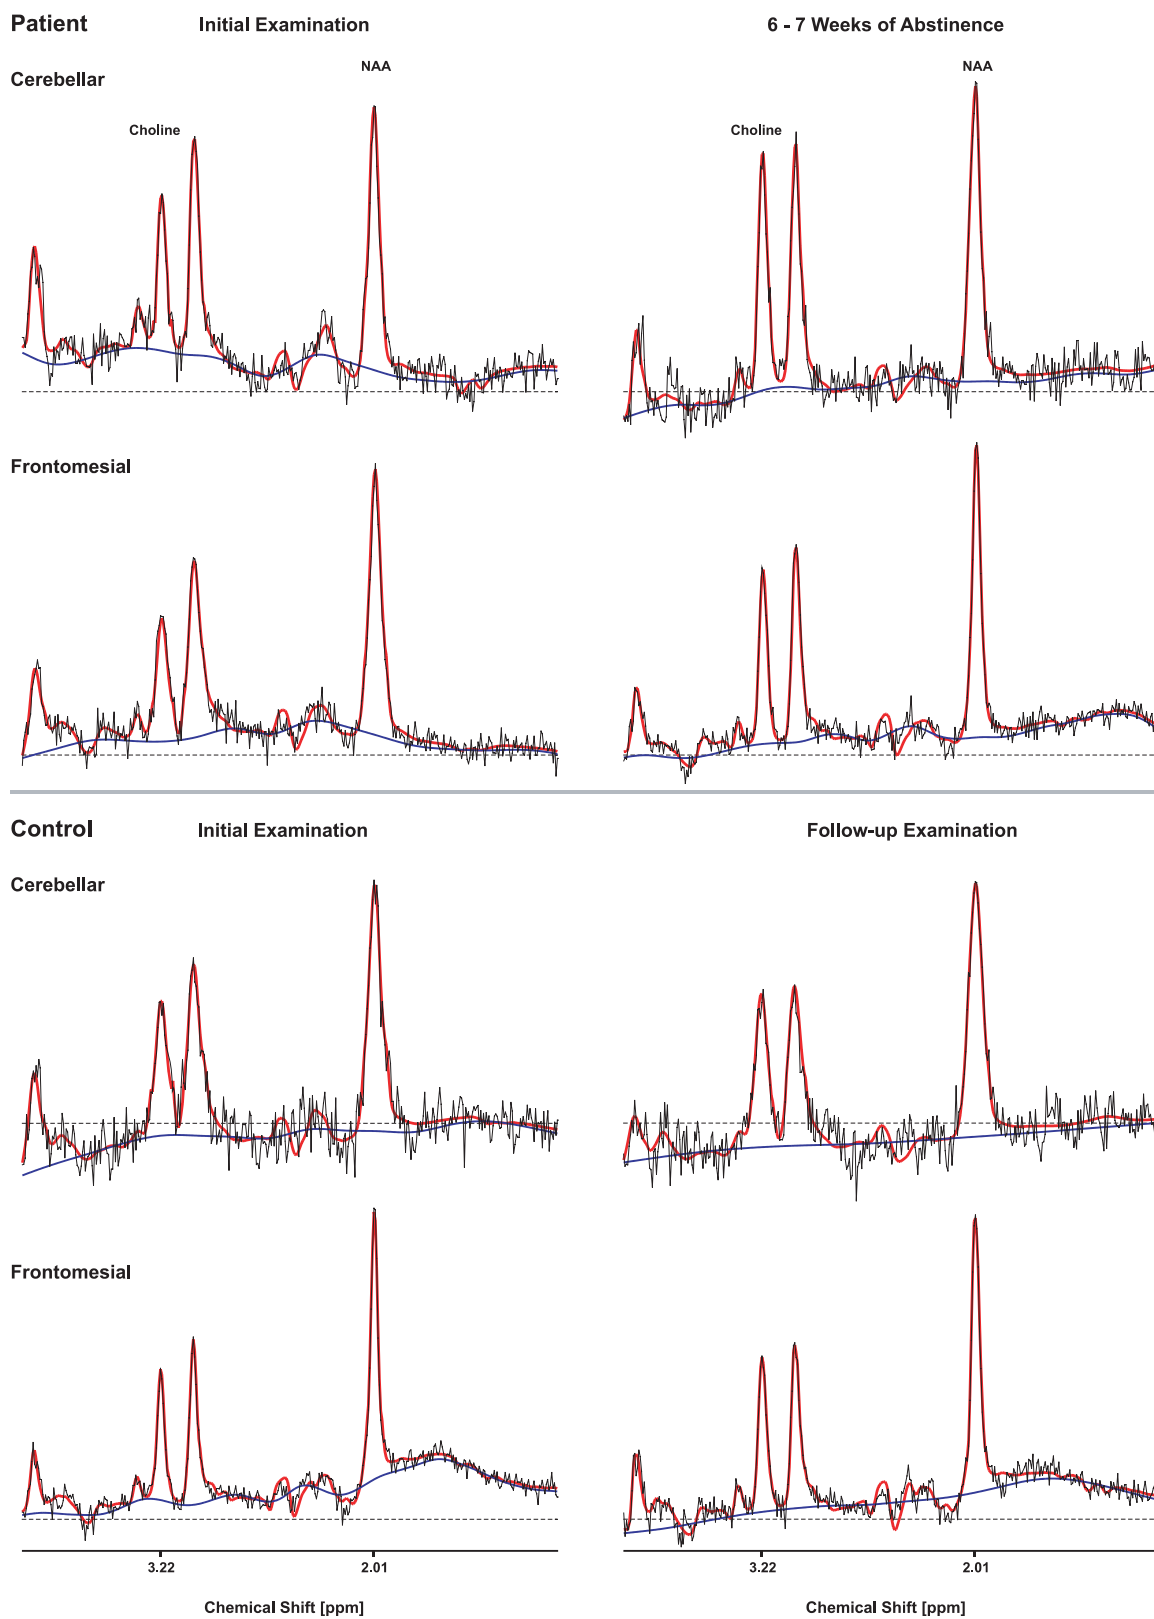 Patient Initial Examination 6 - 7 Weeks of Abstinence
Cerebellar NAA NAA
Choline Choline
Frontomesial
Control Initial Examination Follow-up Examination
Cerebellar
Frontomesial
3.22 2.01 3.22 2.01
Chemical Shift [ppm] Chemical Shift [ppm]